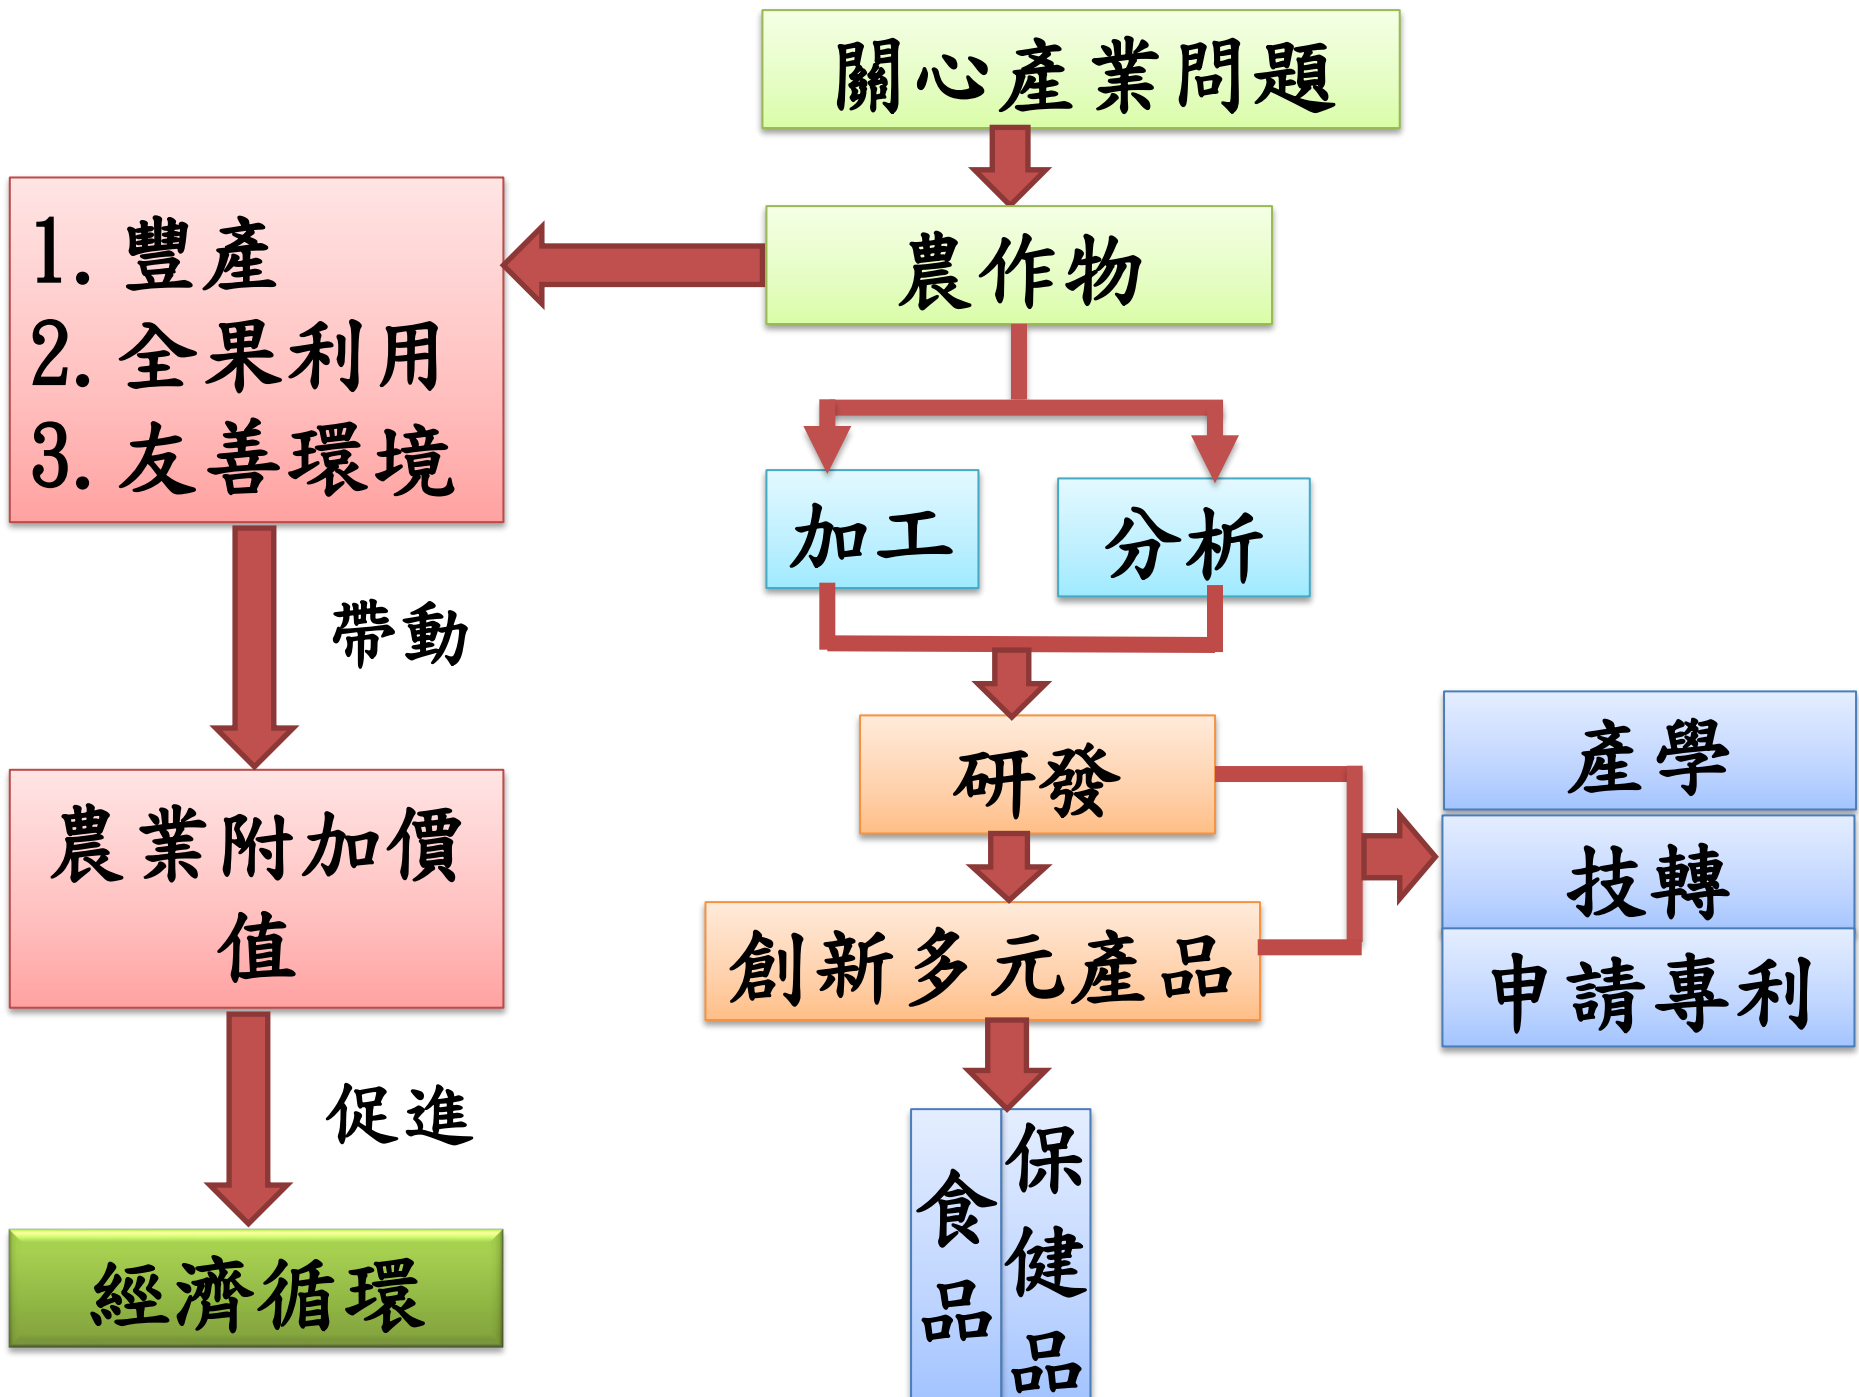 關心產業問題
農作物
1.豐產
2.全果利用
3.友善環境
加工
分析
帶動
研發
產學
技轉
申請專利
農業附加價
值
創新多元產品
促進
食品
保健品
經濟循環